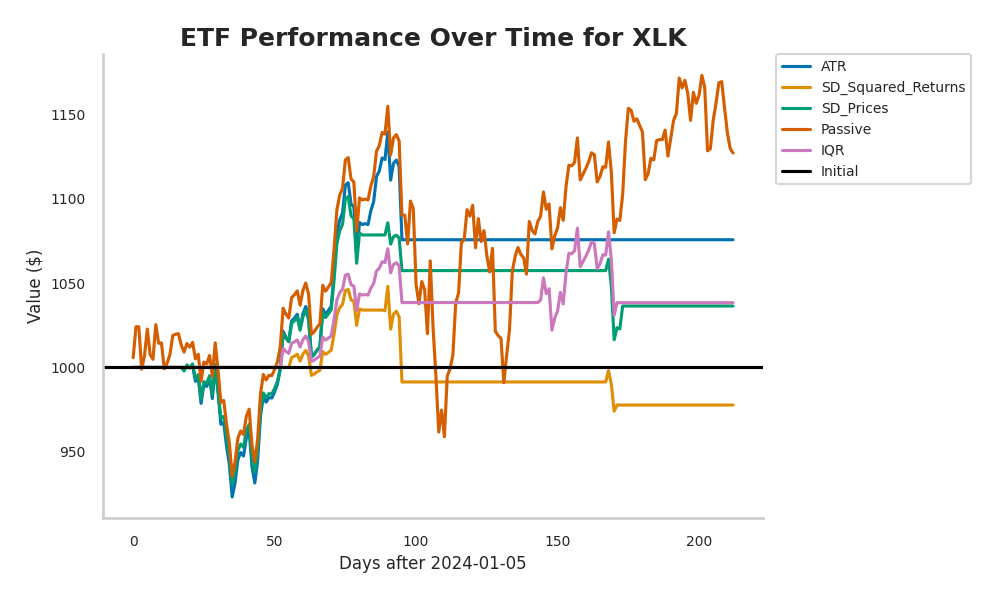 ETF Performance Over Time for XLK
ATR
SD_Squared_Returns
SD_Prices
Passive
IQR
Initial
Value ($)
1150
1100
1050
1000
950
0 50 100 150 200
Days after 2024-01-05